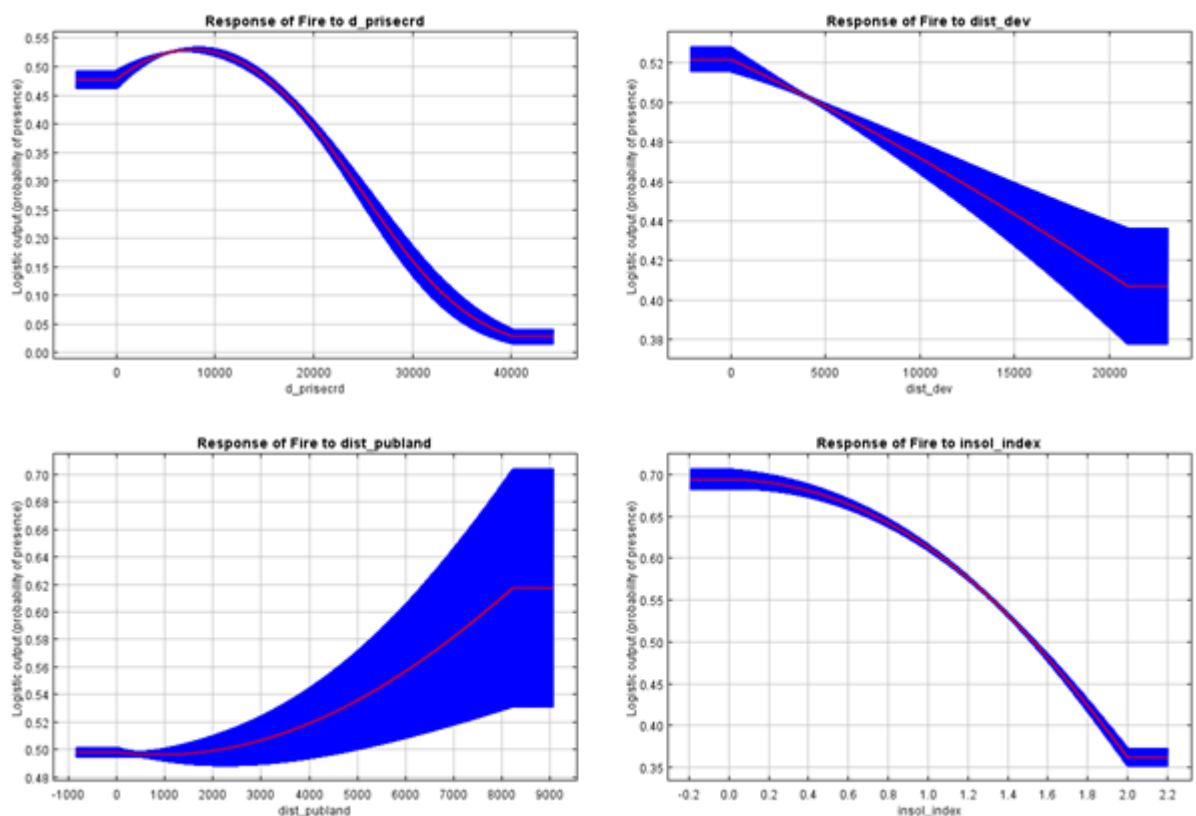 Response of Fire to d_prisecrd
Logistic output (probability of presence)
0.55
0.50
0.45
0.40
0.35
0.30
0.25
0.20
0.15
0.10
0.05
0.00
0 10000 20000 30000 40000
d_prisecrd
Response of Fire to dist_dev
Logistic output (probability of presence)
0.52
0.50
0.48
0.46
0.44
0.42
0.40
0.38
0 5000 10000 15000 20000
dist_dev
Response of Fire to dist_publand
Logistic output (probability of presence)
0.70
0.68
0.66
0.64
0.62
0.60
0.58
0.56
0.54
0.52
0.50
0.48
-1000 0 1000 2000 3000 4000 5000 6000 7000 8000 9000
dist_publand
Response of Fire to insol_index
Logistic output (probability of presence)
0.70
0.65
0.60
0.55
0.50
0.45
0.40
0.35
-0.2 0.0 0.2 0.4 0.6 0.8 1.0 1.2 1.4 1.6 1.8 2.0 2.2
insol_index